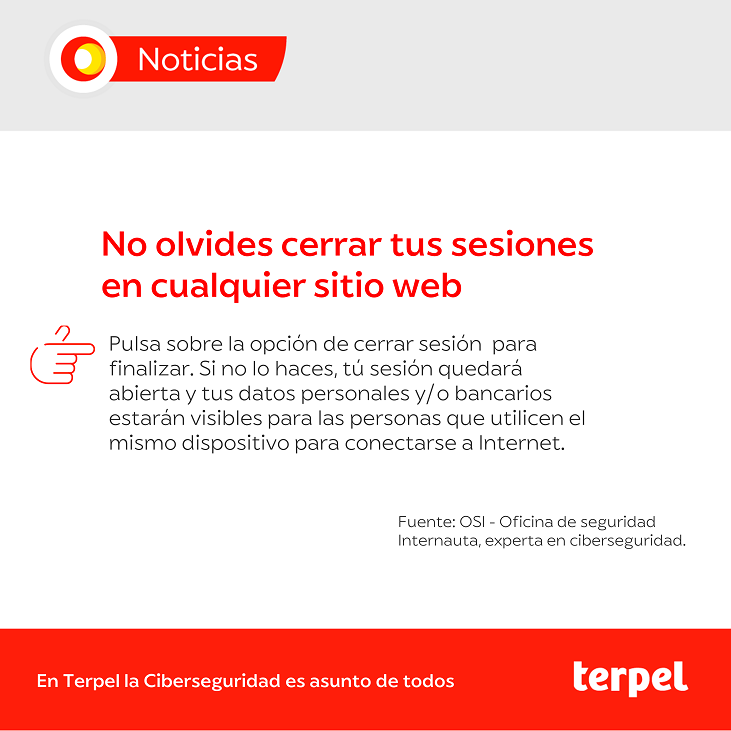 Noticias
No olvides cerrar tus sesiones
en cualquier sitio web
Pulsa sobre la opción de cerrar sesión  para
finalizar. Si no lo haces, tú sesión quedará
abierta y tus datos personales y/o bancarios
estarán visibles para las personas que utilicen el
mismo dispositivo para conectarse a Internet.
Fuente: OSI - Oficina de seguridad
Internauta, experta en ciberseguridad.
En Terpel la Ciberseguridad es asunto de todos
terpel